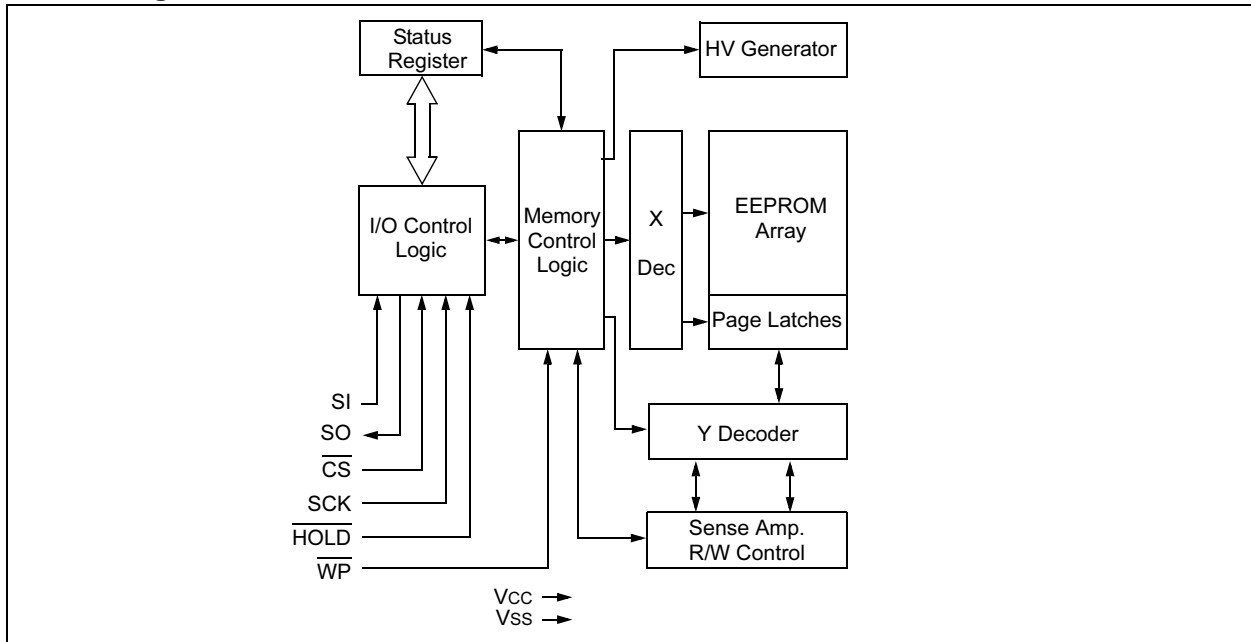 Status
Register
HV Generator
I/O Control
Logic
Memory
Control
Logic
X
Dec
EEPROM
Array
Page Latches
Y Decoder
Sense Amp.
R/W Control
SI
SO
CS
SCK
HOLD
WP
VCC
VSS